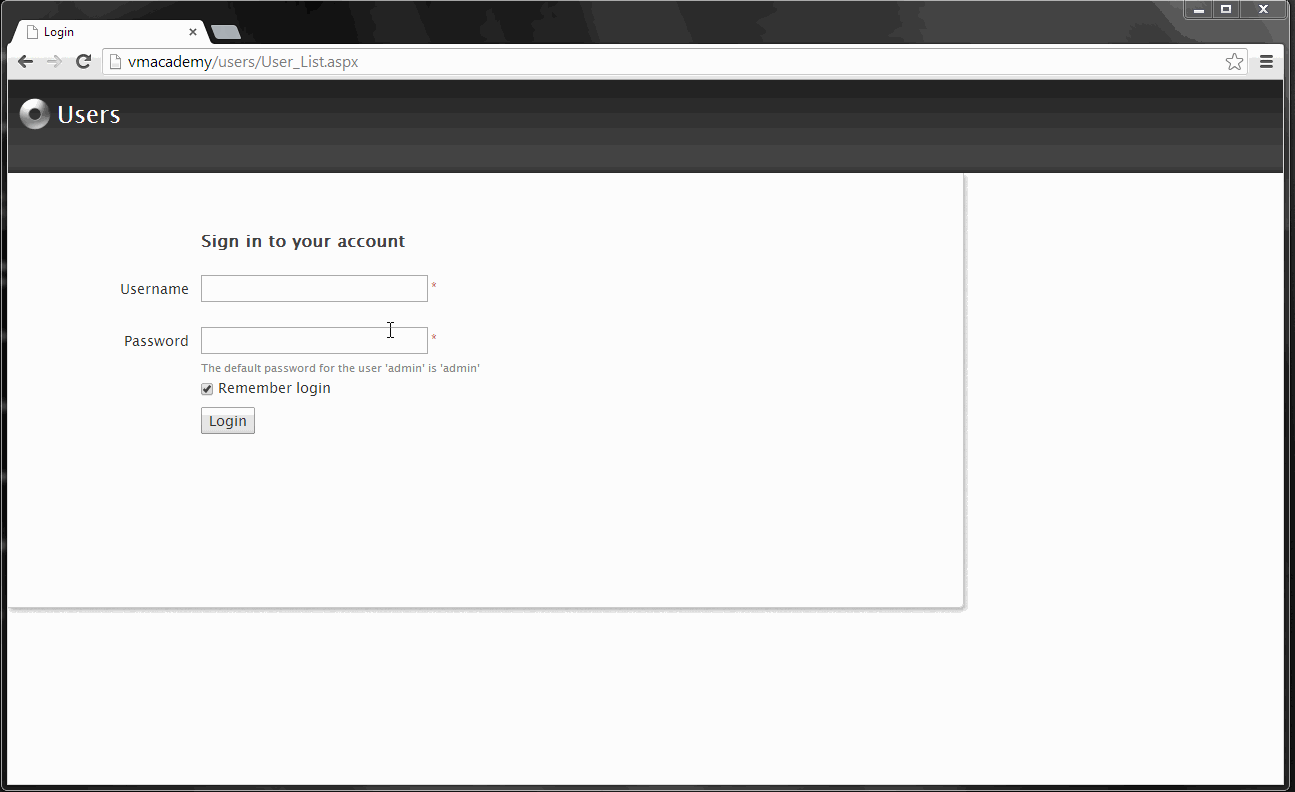 Login
vmacademy/users/User_List.aspx
Users
Sign in to your account
Username *
Password *
The default password for the user 'admin' is 'admin'
Remember login
Login